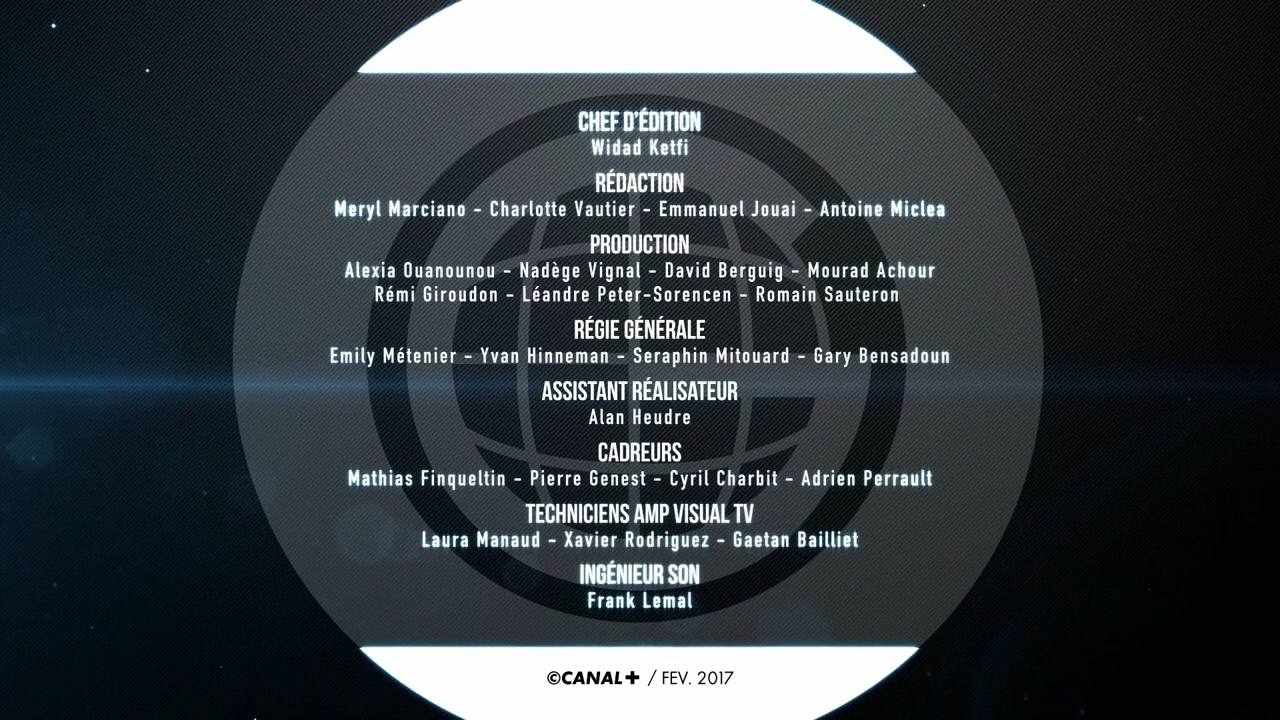 CHEF D'ÉDITION
Widad Ketfi
RÉDACTION
Meryl Marciano - Charlotte Vautier - Emmanuel Jouai - Antoine Miclea
PRODUCTION
Alexia Ouanounou - Nadège Vignal - David Berguig - Mourad Achour
Rémi Giroudon - Léandre Peter-Sorencen - Romain Sauteron
RÉGIE GÉNÉRALE
Emily Métenier - Yvan Hinneman - Seraphin Mitouard - Gary Bensadoun
ASSISTANT RÉALISATEUR
Alan Heudre
CADREURS
Mathias Finqueltin - Pierre Genest - Cyril Charbit - Adrien Perrault
TECHNICIENS AMP VISUAL TV
Laura Manaud - Xavier Rodriguez - Gaetan Bailliet
INGÉNIEUR SON
Frank Lemal
©CANAL+ / FEV. 2017